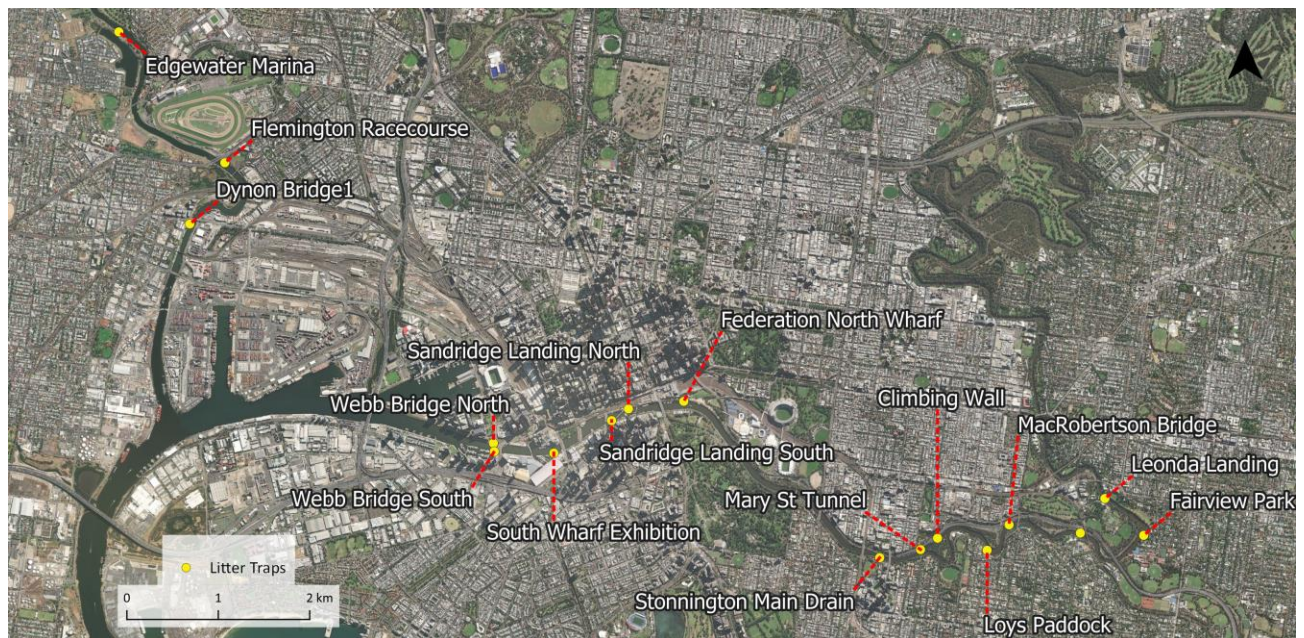 Edgewater Marina
Flemington Racecourse
Dynon Bridge1
Federation North Wharf
Sandridge Landing North
Climbing Wall
Webb Bridge North
MacRobertson Bridge
Sandridge Landing South
Leonda Landing
Webb Bridge South
Mary St Tunnel
Fairview Park
South Wharf Exhibition
Litter Traps
0 1 2 km
Stonnington Main Drain
Loys Paddock